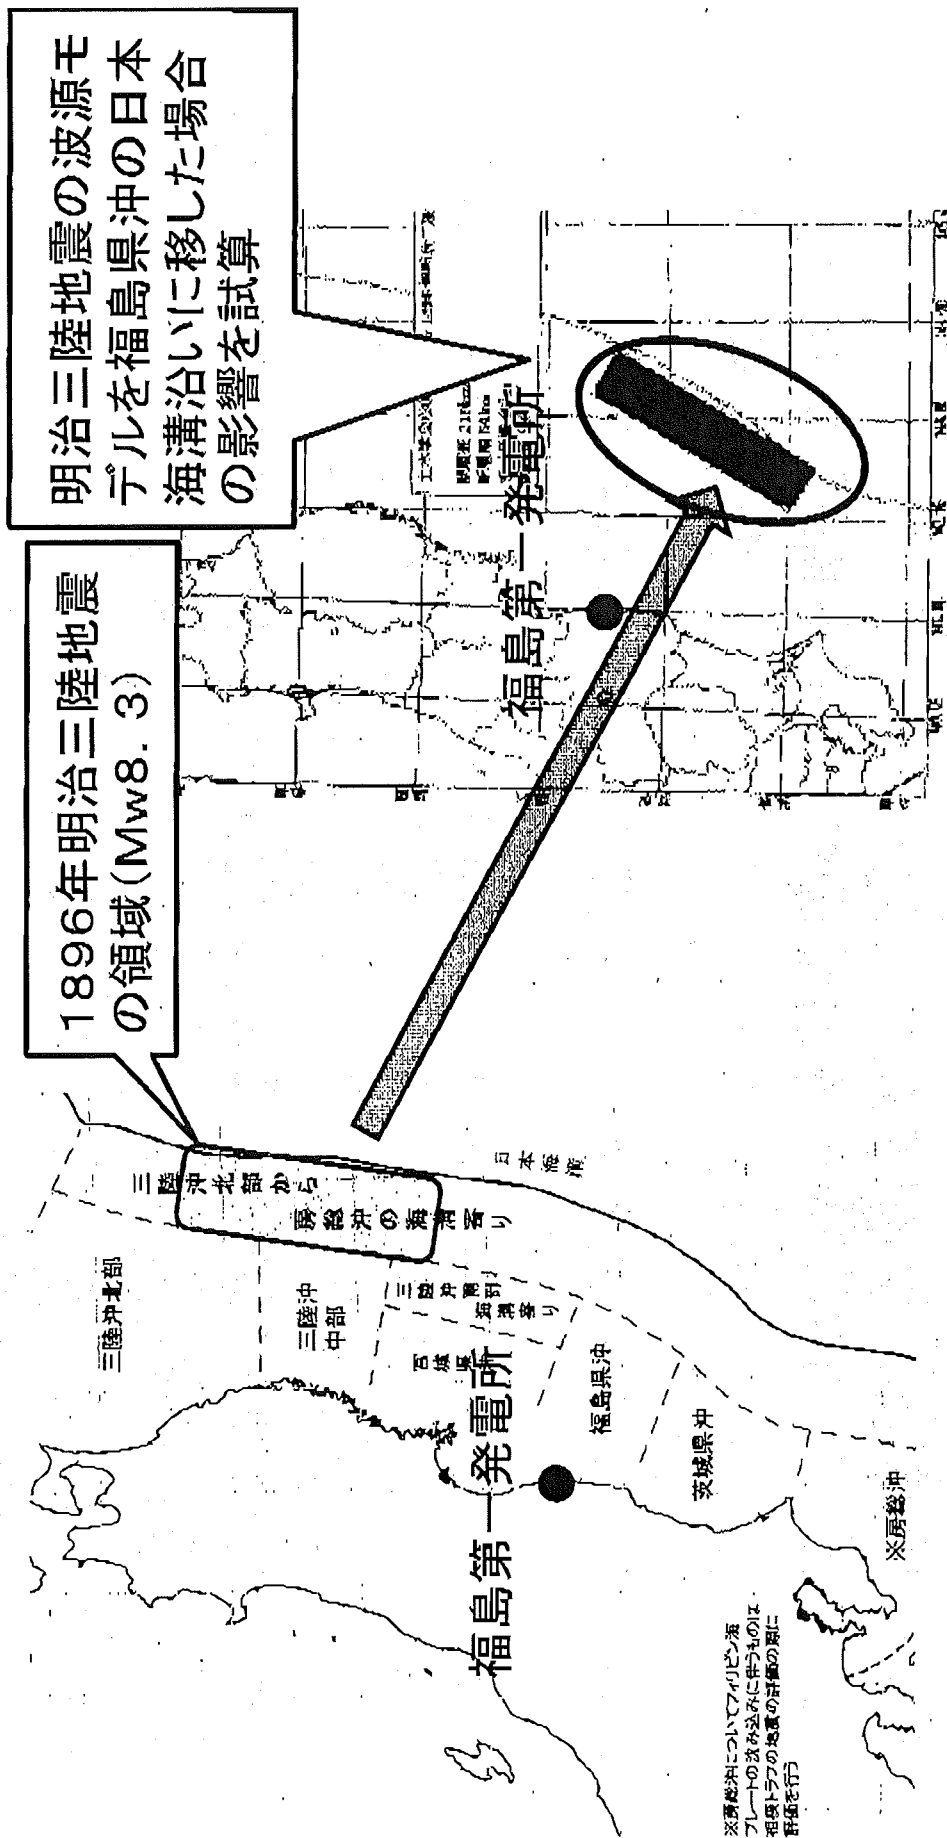 1896年明治三陸地震
の領域(Mw8.3)
明治三陸地震の波源モ
デルを福島県沖の日本
海溝沿いに移した場合
の影響を試算
三陸沖北部から
房総沖の海溝寄り
日本海溝
三陸沖北部
三陸沖
中部
三陸沖南部
海溝寄り
宮城県沖
福島県沖
茨城県沖
※房総沖
福島第一発電所
福島第一発電所
※房総沖についてフィリピン海
プレートの沈み込みに伴うものは
相模トラフの地震の評価の際に
評価を行う